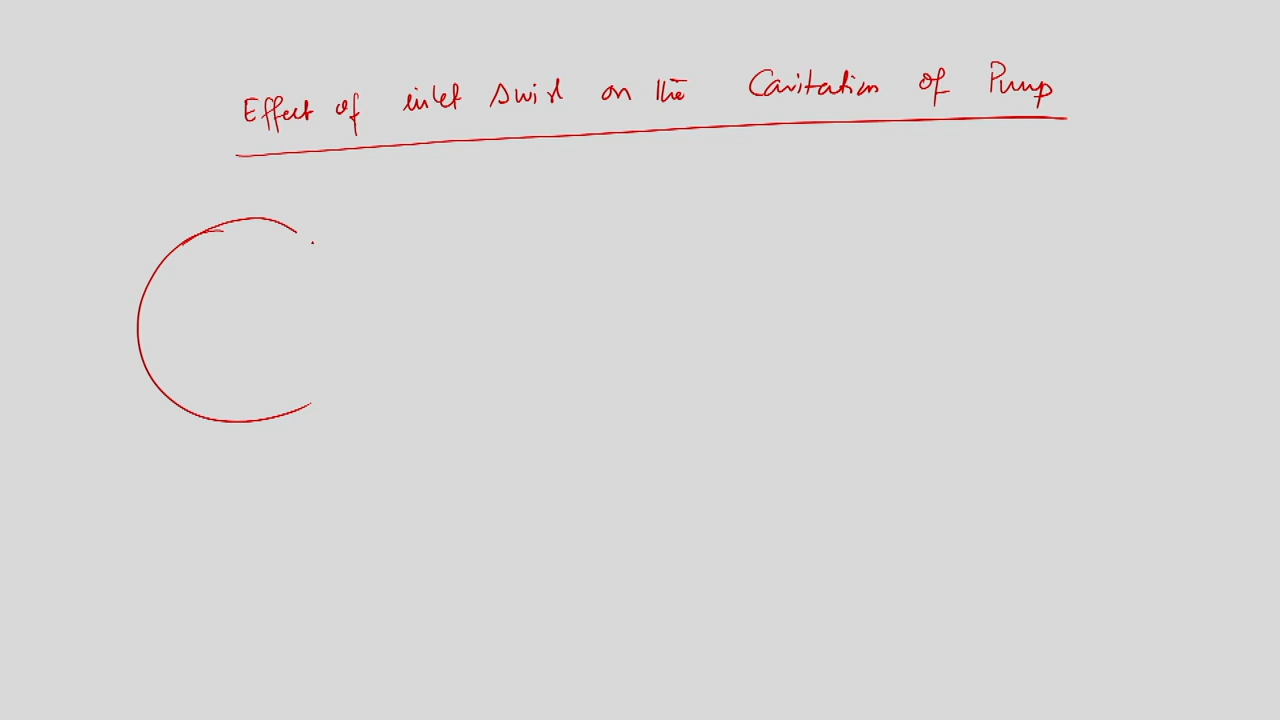 Effect of inlet swirl on the Cavitation of Pump